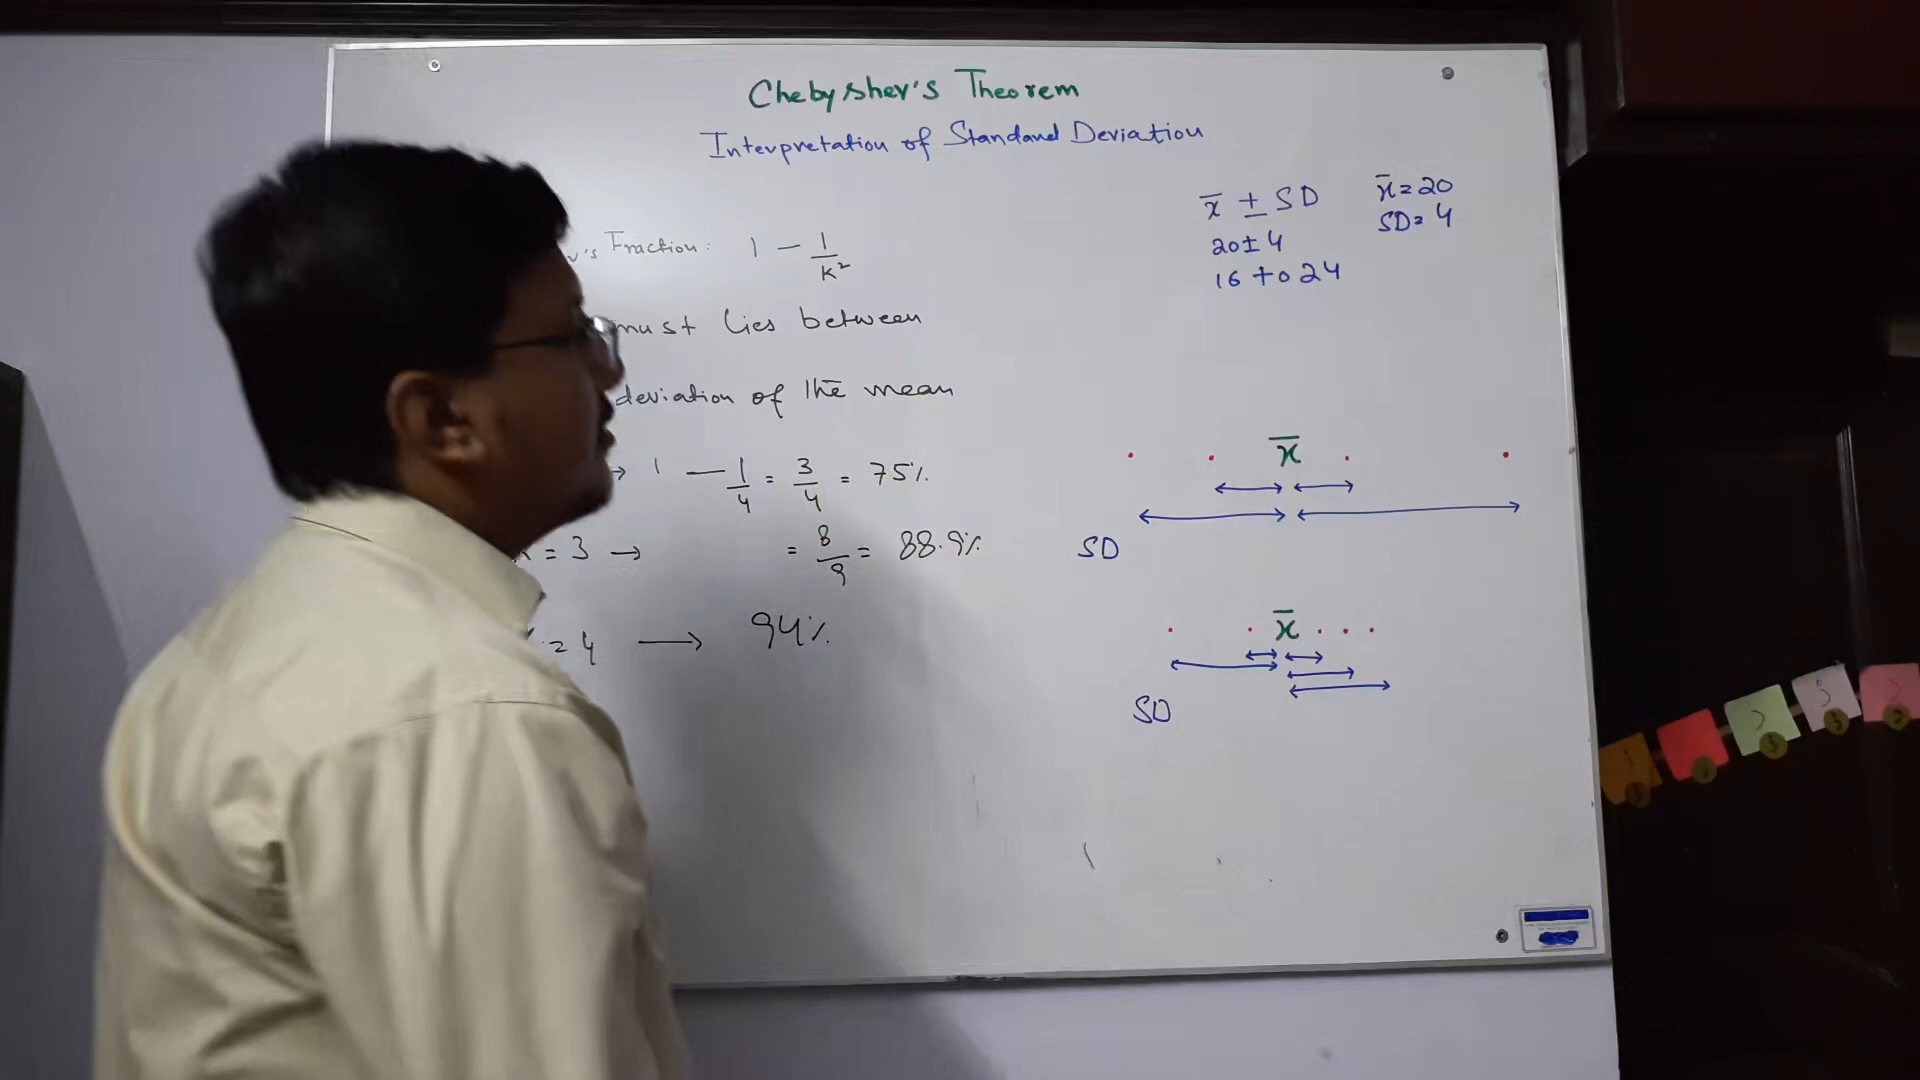 Chebyshev's Theorem
Interpretation of Standard Deviation
x̄ ± SD
20 ± 4
16 to 24
x̄ = 20
SD = 4
Fraction: 1 - 1/K²
must lies between
deviation of the mean
→ 1 - 1/4 = 3/4 = 75%
= 3 → = 8/9 = 88.9%
= 4 → 94%
x̄
SD
x̄
SD